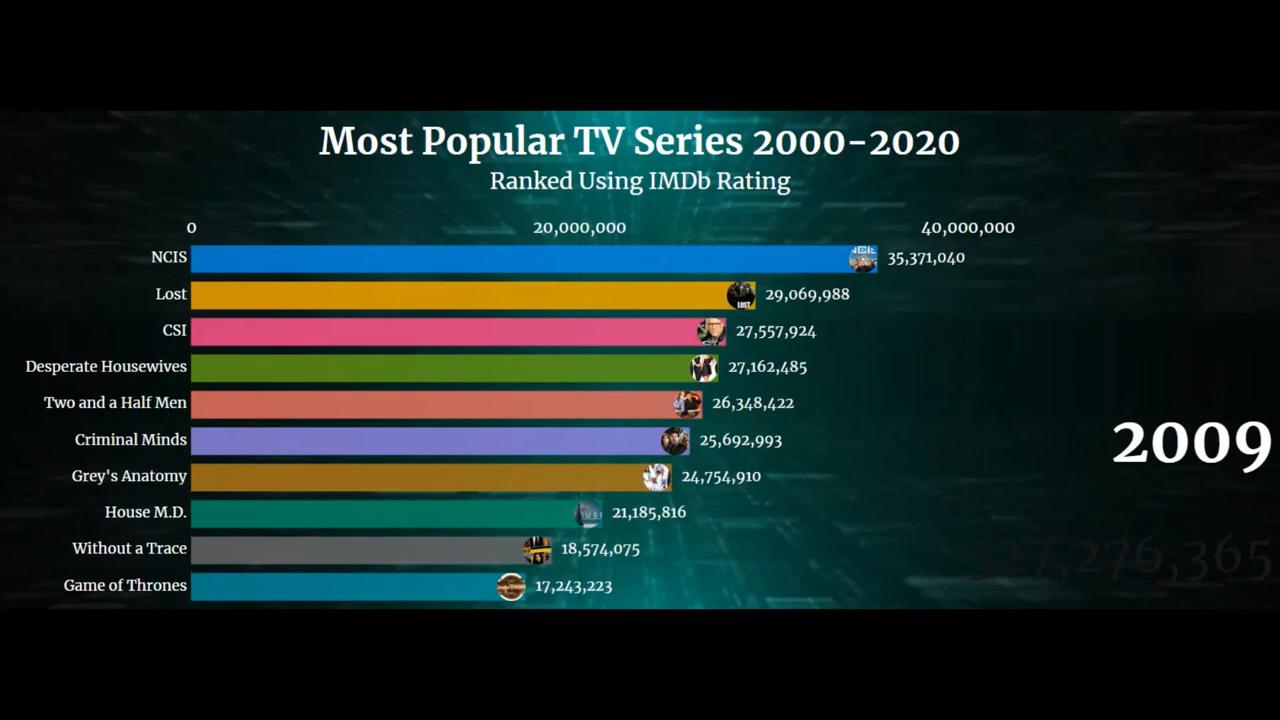 Most Popular TV Series 2000-2020
Ranked Using IMDb Rating
0 20,000,000 40,000,000
NCIS 35,371,040
Lost 29,069,988
CSI 27,557,924
Desperate Housewives 27,162,485
Two and a Half Men 26,348,422
Criminal Minds 25,692,993
2009
Grey's Anatomy 24,754,910
House M.D. 21,185,816
Without a Trace 18,574,075
Game of Thrones 17,243,223